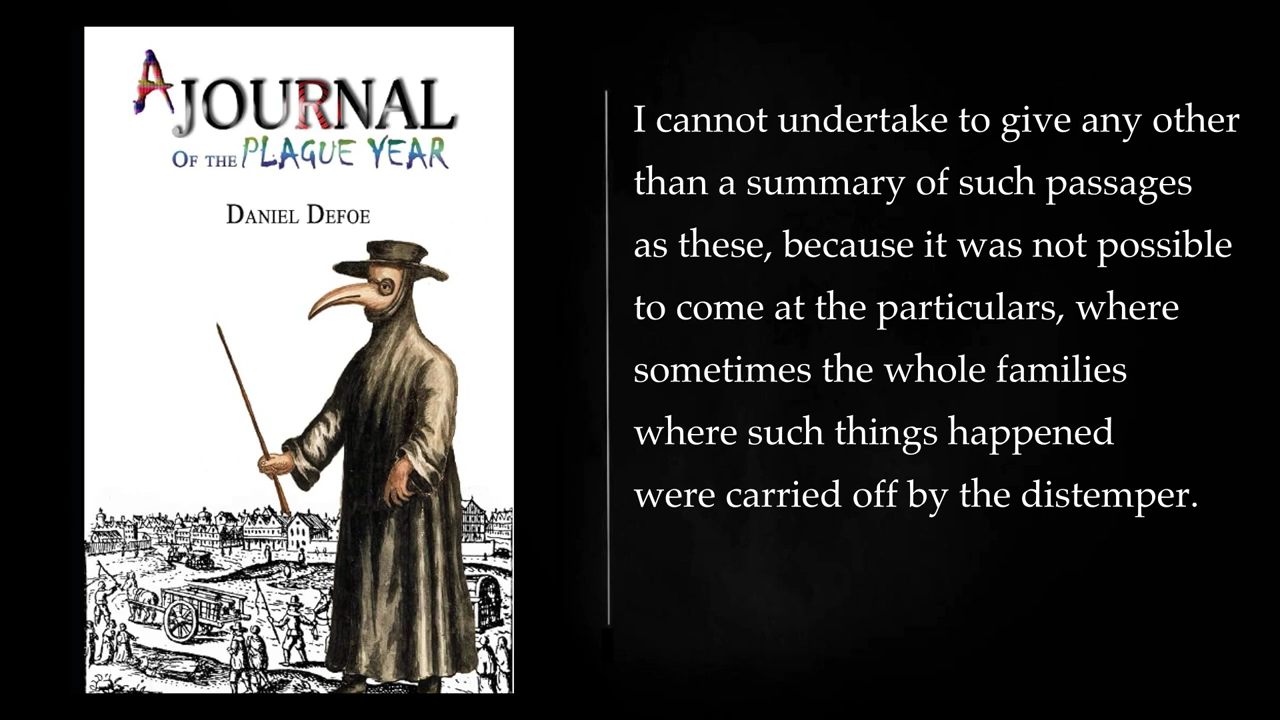 A JOURNAL
OF THE PLAGUE YEAR
DANIEL DEFOE
I cannot undertake to give any other
than a summary of such passages
as these, because it was not possible
to come at the particulars, where
sometimes the whole families
where such things happened
were carried off by the distemper.